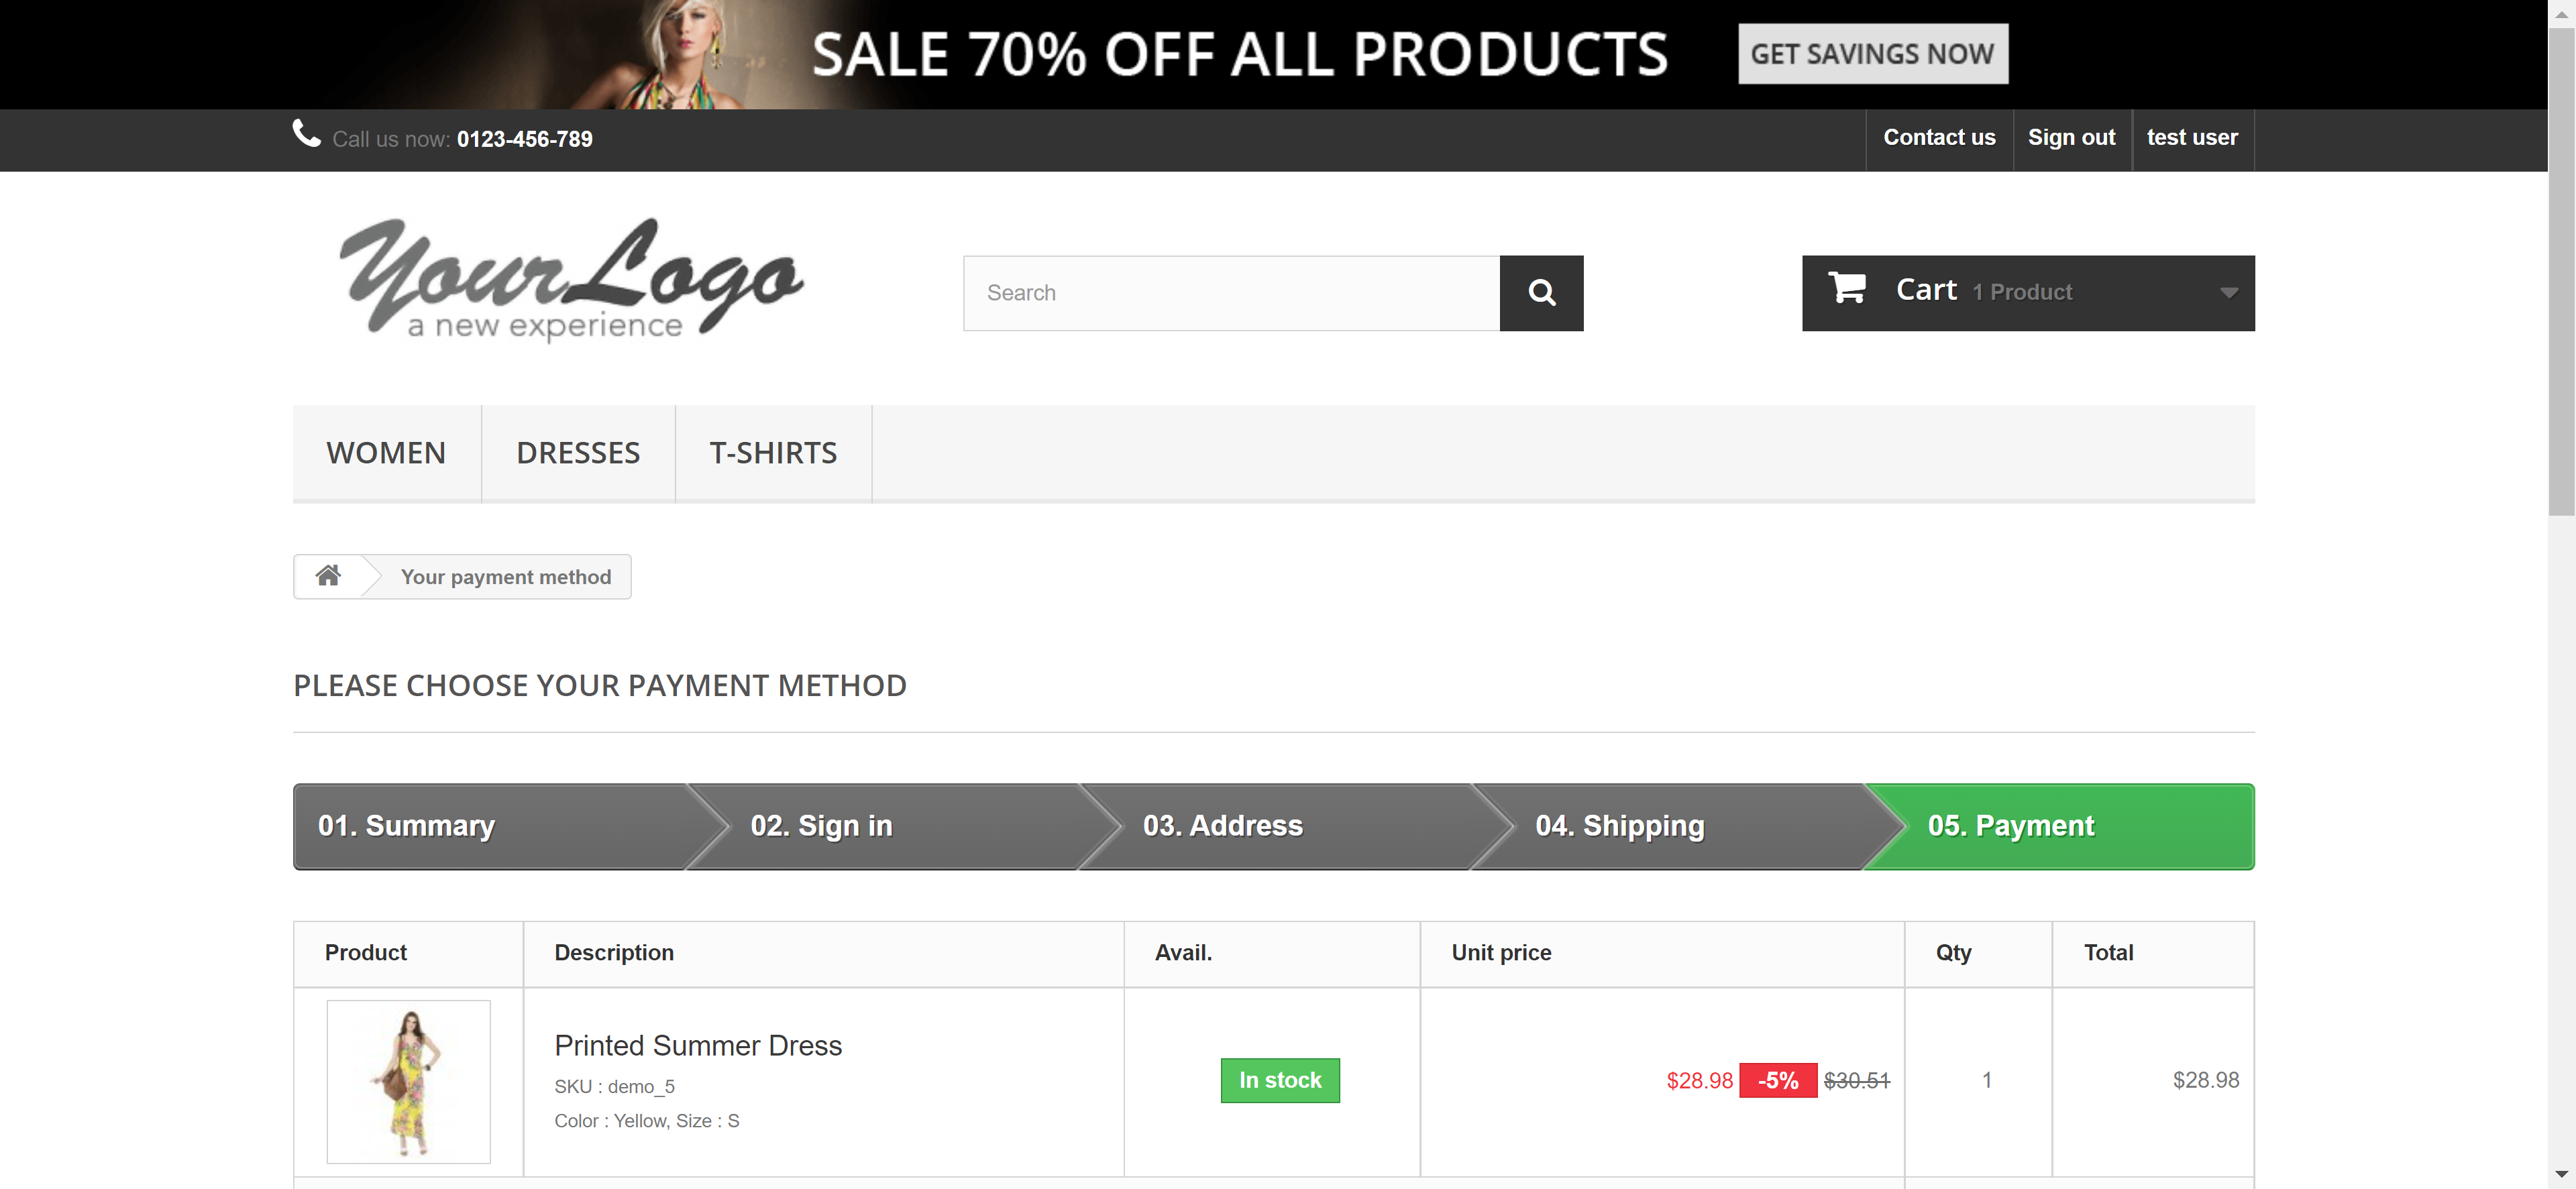 SALE 70% OFF ALL PRODUCTS GET SAVINGS NOW
Call us now: 0123-456-789 Contact us Sign out test user
YourLogo
a new experience
Search
Cart 1 Product
WOMEN DRESSES T-SHIRTS
Your payment method
PLEASE CHOOSE YOUR PAYMENT METHOD
01. Summary 02. Sign in 03. Address 04. Shipping 05. Payment
Product Description Avail. Unit price Qty Total
Printed Summer Dress
SKU : demo_5
Color : Yellow, Size : S
In stock
$28.98 -5% $30.51 1 $28.98